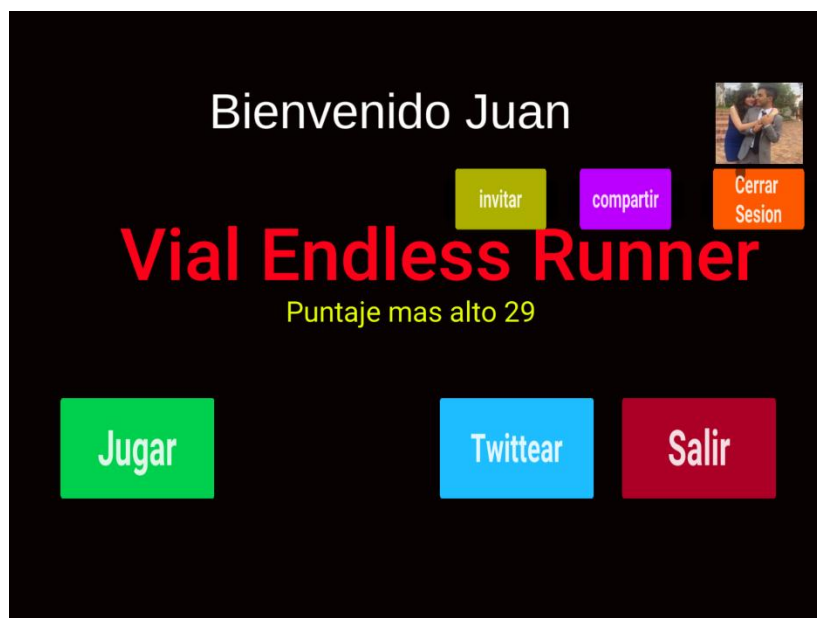 Bienvenido Juan
invitar
compartir
Cerrar
Sesion
Vial Endless Runner
Puntaje mas alto 29
Jugar
Twittear
Salir